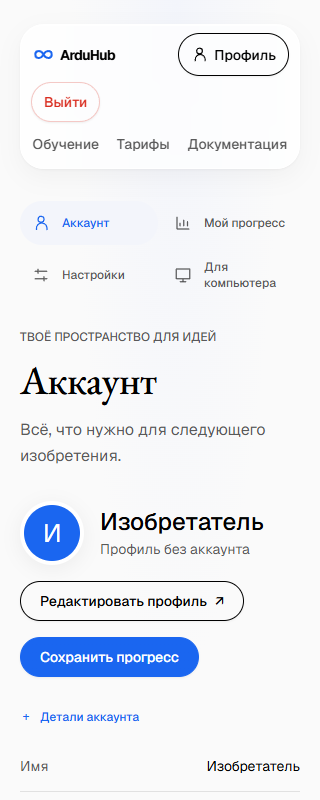 ArduHub
Профиль
Выйти
Обучение Тарифы Документация
Аккаунт
Мой прогресс
Настройки
Для
компьютера
ТВОЁ ПРОСТРАНСТВО ДЛЯ ИДЕЙ
Аккаунт
Всё, что нужно для следующего
изобретения.
И
Изобретатель
Профиль без аккаунта
Редактировать профиль ↗
Сохранить прогресс
+ Детали аккаунта
Имя Изобретатель